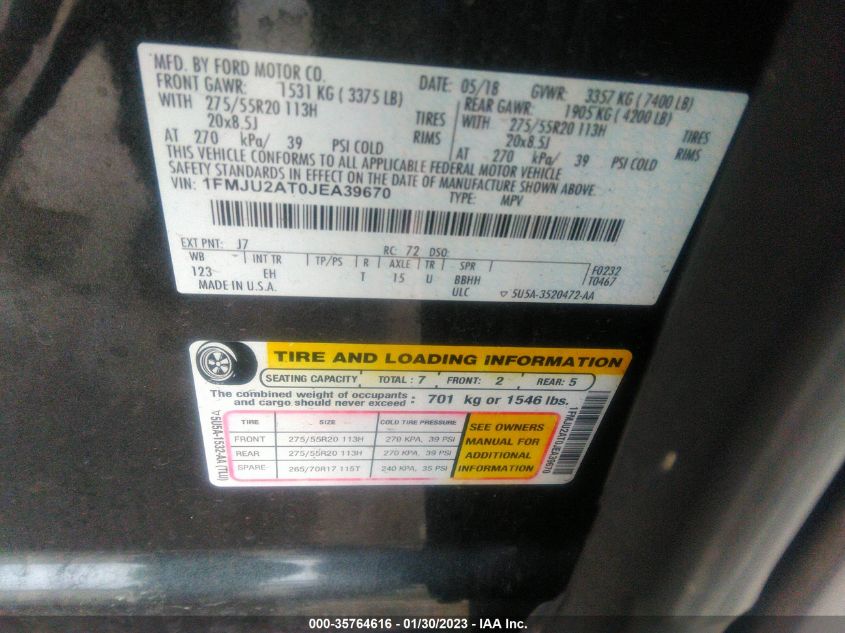 MFD. BY FORD MOTOR CO.
DATE: 05/18 GVWR: 3357 KG ( 7400 LB)
FRONT GAWR: 1531 KG ( 3375 LB) REAR GAWR: 1905 KG ( 4200 LB)
WITH 275/55R20 113H TIRES WITH 275/55R20 113H TIRES
20x8.5J RIMS 20x8.5J RIMS
AT 270 kPa/ 39 PSI COLD AT 270 kPa/ 39 PSI COLD
THIS VEHICLE CONFORMS TO ALL APPLICABLE FEDERAL MOTOR VEHICLE
SAFETY STANDARDS IN EFFECT ON THE DATE OF MANUFACTURE SHOWN ABOVE.
VIN: 1FMJU2AT0JEA39670 TYPE: MPV
EXT PNT: J7 RC: 72 DSO:
WB INT TR TP/PS R AXLE TR SPR F0232
123 EH T 15 U BBHH T0467
MADE IN U.S.A. ULC 5U5A-3520472-AA
TIRE AND LOADING INFORMATION
SEATING CAPACITY TOTAL : 7 FRONT: 2 REAR: 5
The combined weight of occupants
and cargo should never exceed : 701 kg or 1546 lbs.
TIRE SIZE COLD TIRE PRESSURE
FRONT 275/55R20 113H 270 KPA, 39 PSI
REAR 275/55R20 113H 270 KPA, 39 PSI
SPARE 265/70R17 115T 240 KPA, 35 PSI
SEE OWNERS
MANUAL FOR
ADDITIONAL
INFORMATION
5U5A-1532-AA (TLU)
1FMJU2AT0JEA39670
000-35764616 - 01/30/2023 - IAA Inc.